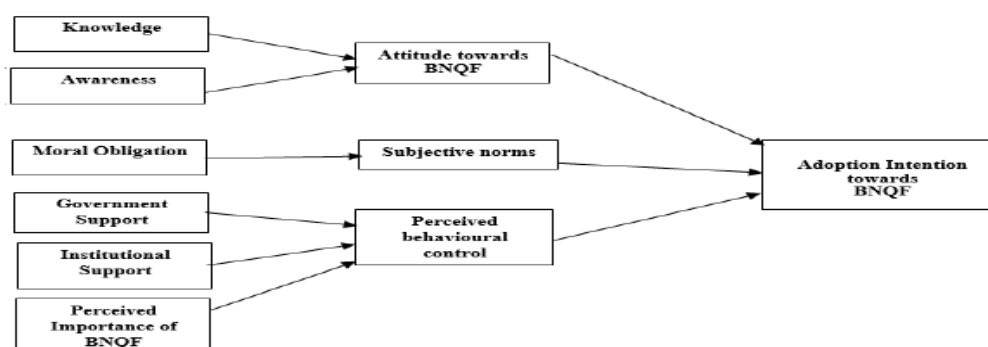 Knowledge
Awareness
Moral Obligation
Government
Support
Institutional
Support
Perceived
Importance of
BNQF
Attitude towards
BNQF
Subjective norms
Perceived
behavioural
control
Adoption Intention
towards
BNQF